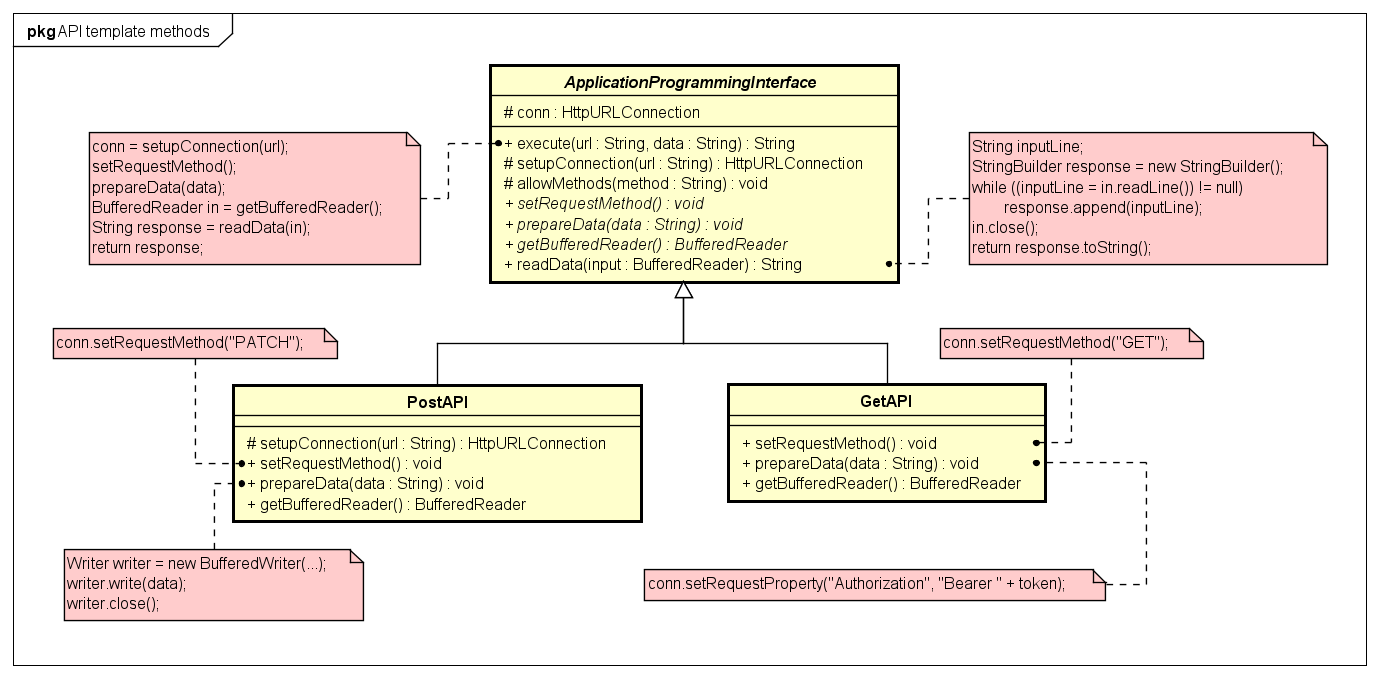 pkg API template methods
ApplicationProgrammingInterface
# conn : HttpURLConnection
+ execute(url : String, data : String) : String
# setupConnection(url : String) : HttpURLConnection
# allowMethods(method : String) : void
+ setRequestMethod() : void
+ prepareData(data : String) : void
+ getBufferedReader() : BufferedReader
+ readData(input : BufferedReader) : String
conn = setupConnection(url);
setRequestMethod();
prepareData(data);
BufferedReader in = getBufferedReader();
String response = readData(in);
return response;
String inputLine;
StringBuilder response = new StringBuilder();
while ((inputLine = in.readLine()) != null)
response.append(inputLine);
in.close();
return response.toString();
conn.setRequestMethod("PATCH");
conn.setRequestMethod("GET");
PostAPI
# setupConnection(url : String) : HttpURLConnection
+ setRequestMethod() : void
+ prepareData(data : String) : void
+ getBufferedReader() : BufferedReader
GetAPI
+ setRequestMethod() : void
+ prepareData(data : String) : void
+ getBufferedReader() : BufferedReader
Writer writer = new BufferedWriter(...);
writer.write(data);
writer.close();
conn.setRequestProperty("Authorization", "Bearer " + token);